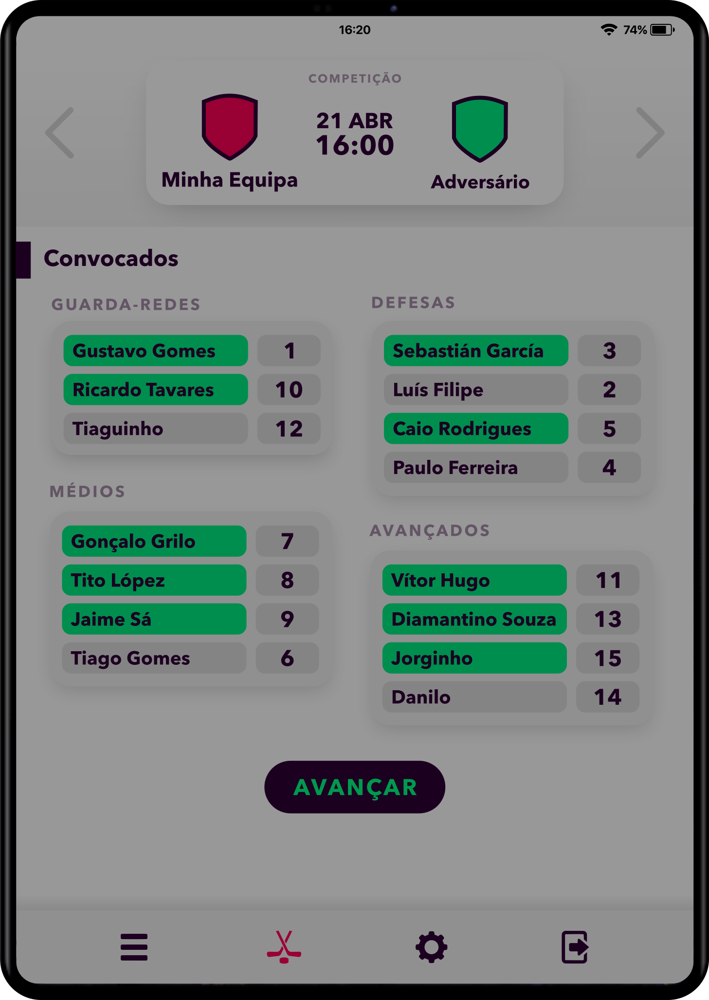 16:20
74%
COMPETIÇÃO
21 ABR
16:00
Minha Equipa
Adversário
Convocados
GUARDA-REDES
Gustavo Gomes 1
Ricardo Tavares 10
Tiaguinho 12
DEFESAS
Sebastián García 3
Luís Filipe 2
Caio Rodrigues 5
Paulo Ferreira 4
MÉDIOS
Gonçalo Grilo 7
Tito López 8
Jaime Sá 9
Tiago Gomes 6
AVANÇADOS
Vítor Hugo 11
Diamantino Souza 13
Jorginho 15
Danilo 14
AVANÇAR